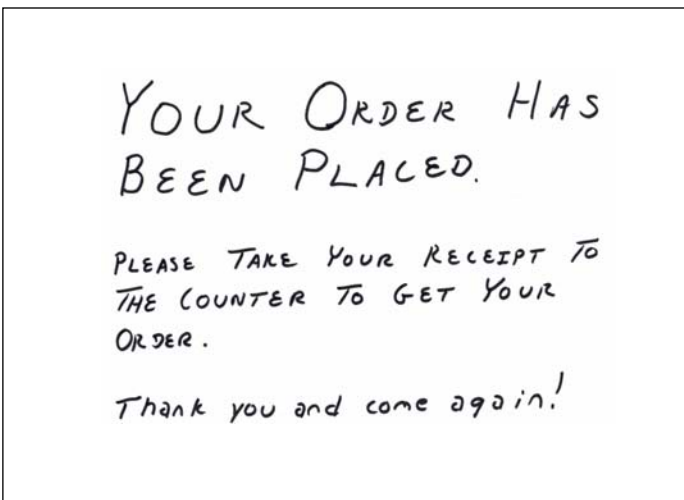 YOUR ORDER HAS
BEEN PLACED.
PLEASE TAKE YOUR RECEIPT TO
THE COUNTER TO GET YOUR
ORDER.
Thank you and come again!